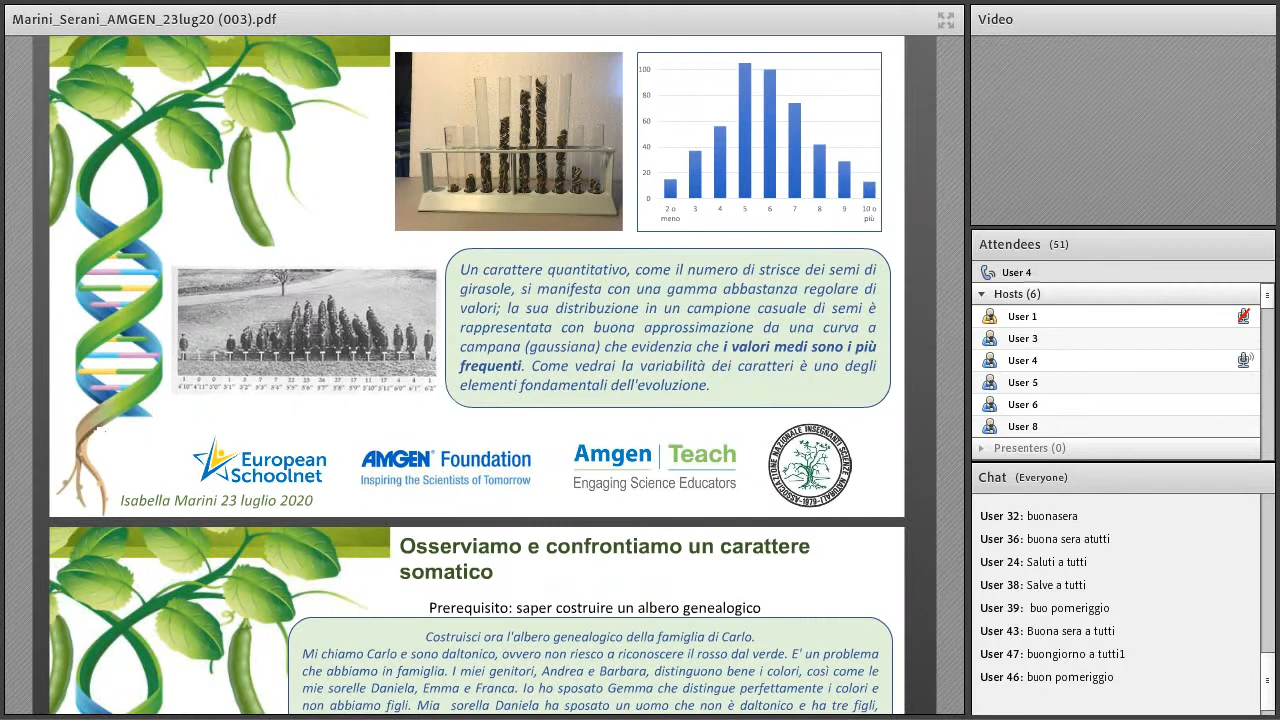 Marini_Serani_AMGEN_23lug20 (003).pdf
100
80
60
40
20
0
2 o meno 3 4 5 6 7 8 9 10 o più
Un carattere quantitativo, come il numero di strisce dei semi di
girasole, si manifesta con una gamma abbastanza regolare di
valori; la sua distribuzione in un campione casuale di semi è
rappresentata con buona approssimazione da una curva a
campana (gaussiana) che evidenzia che i valori medi sono i più
frequenti. Come vedrai la variabilità dei caratteri è uno degli
elementi fondamentali dell'evoluzione.
European
Schoolnet
AMGEN® Foundation
Inspiring the Scientists of Tomorrow
Amgen Teach
Engaging Science Educators
ASSOCIAZIONE NAZIONALE INSEGNANTI SCIENZE NATURALI
1979
Isabella Marini 23 luglio 2020
Osserviamo e confrontiamo un carattere
somatico
Prerequisito: saper costruire un albero genealogico
Costruisci ora l'albero genealogico della famiglia di Carlo.
Mi chiamo Carlo e sono daltonico, ovvero non riesco a riconoscere il rosso dal verde. E' un problema
che abbiamo in famiglia. I miei genitori, Andrea e Barbara, distinguono bene i colori, così come le
mie sorelle Daniela, Emma e Franca. Io ho sposato Gemma che distingue perfettamente i colori e
non abbiamo figli. Mia sorella Daniela ha sposato un uomo che non è daltonico e ha tre figli,
Video
Attendees (51)
User 4
Hosts (6)
User 1
User 3
User 4
User 5
User 6
User 8
Presenters (0)
Chat (Everyone)
User 32: buonasera
User 36: buona sera atutti
User 24: Saluti a tutti
User 38: Salve a tutti
User 39: buo pomeriggio
User 43: Buona sera a tutti
User 47: buongiorno a tutti1
User 46: buon pomeriggio